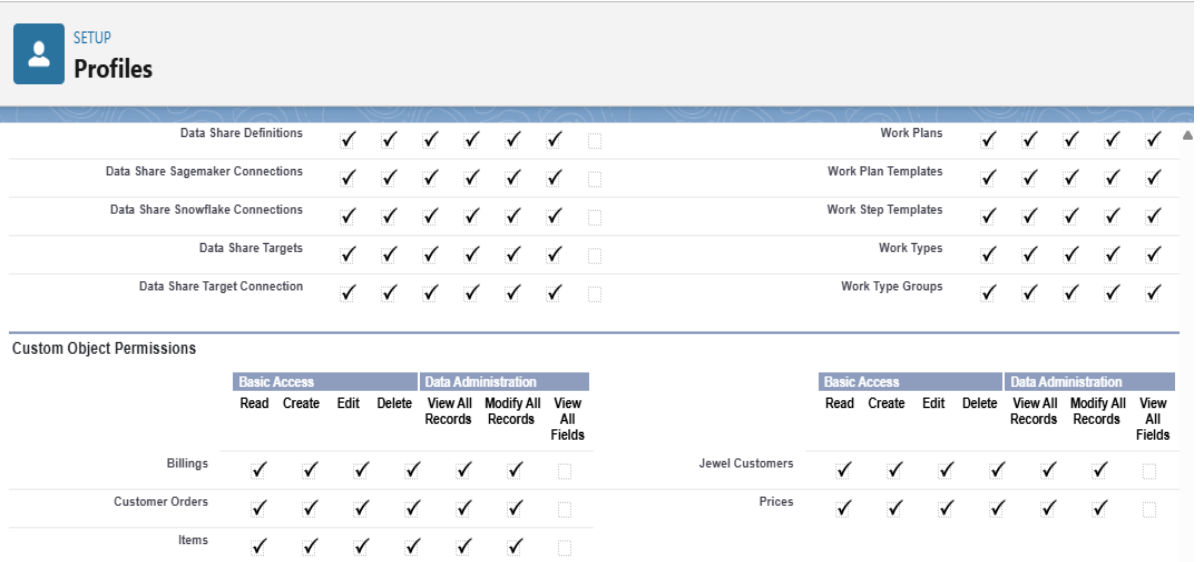 SETUP
Profiles
Data Share Definitions
Work Plans
Data Share Sagemaker Connections
Work Plan Templates
Data Share Snowflake Connections
Work Step Templates
Data Share Targets
Work Types
Data Share Target Connection
Work Type Groups
Custom Object Permissions
Basic Access Data Administration
Read Create Edit Delete View All Records Modify All Records View All Fields
Basic Access Data Administration
Read Create Edit Delete View All Records Modify All Records View All Fields
Billings
Jewel Customers
Customer Orders
Prices
Items